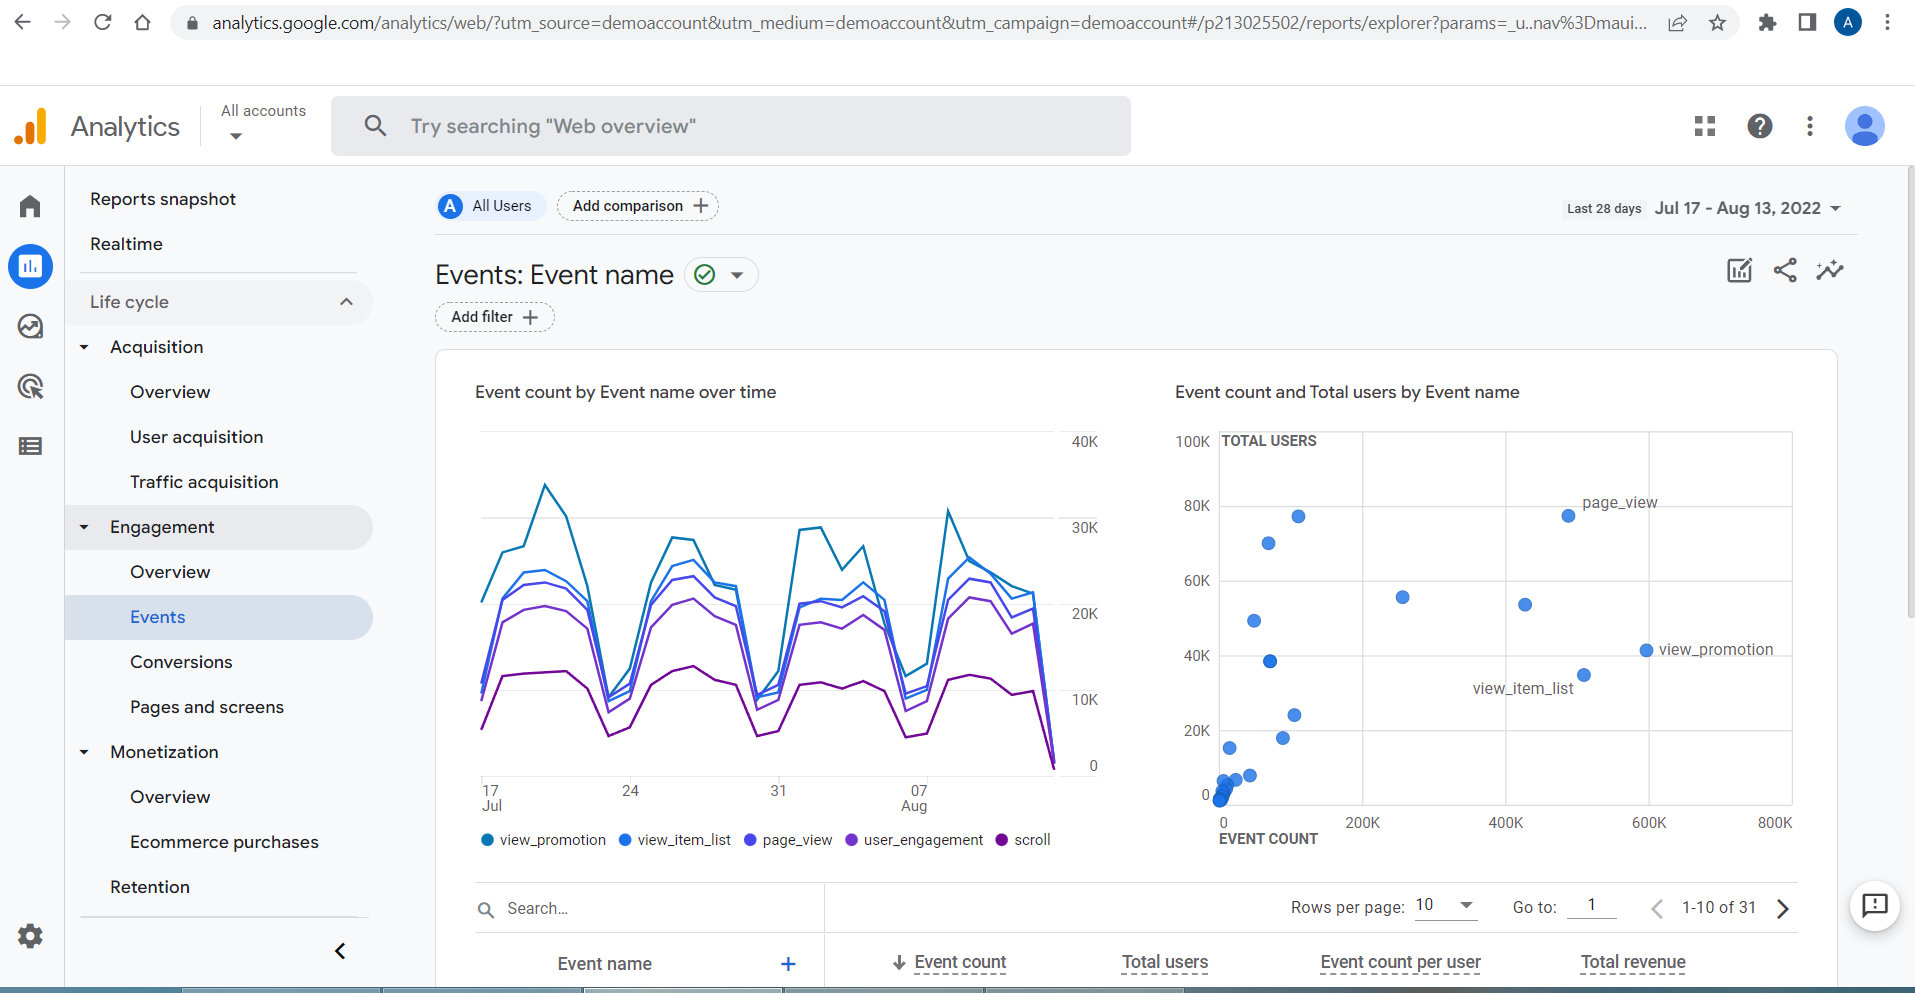 analytics.google.com/analytics/web/?utm_source=demoaccount&utm_medium=demoaccount&utm_campaign=demoaccount#/p213025502/reports/explorer?params=_u..nav%3Dmaui...
A
Analytics
All accounts
Try searching "Web overview"
Reports snapshot
Realtime
Life cycle
Acquisition
Overview
User acquisition
Traffic acquisition
Engagement
Overview
Events
Conversions
Pages and screens
Monetization
Overview
Ecommerce purchases
Retention
A All Users
Add comparison
Last 28 days Jul 17 - Aug 13, 2022
Events: Event name
Add filter
Event count by Event name over time
40K
30K
20K
10K
0
17 Jul
24
31
07 Aug
view_promotion view_item_list page_view user_engagement scroll
Event count and Total users by Event name
TOTAL USERS
100K
80K
60K
40K
20K
0
page_view
view_promotion
view_item_list
0 200K 400K 600K 800K
EVENT COUNT
Search...
Rows per page: 10 Go to: 1 1-10 of 31
Event name + Event count Total users Event count per user Total revenue